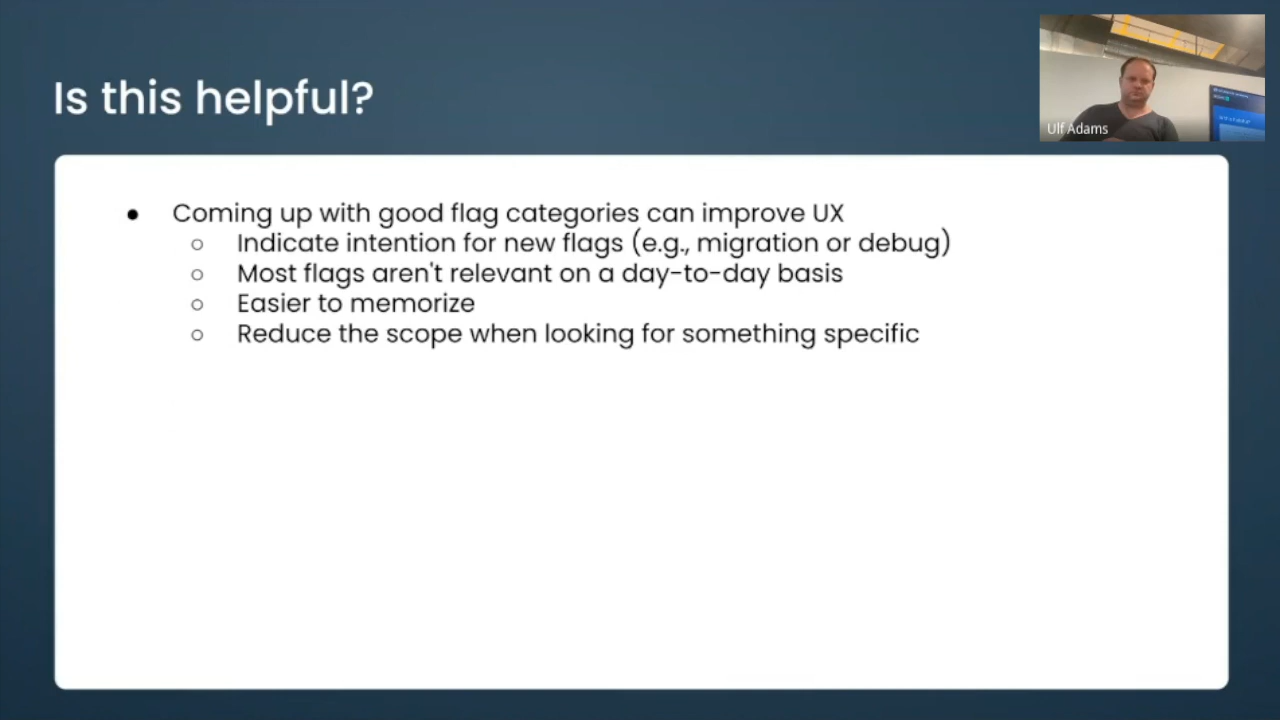 Is this helpful?
Ulf Adams
● Coming up with good flag categories can improve UX
○ Indicate intention for new flags (e.g., migration or debug)
○ Most flags aren't relevant on a day-to-day basis
○ Easier to memorize
○ Reduce the scope when looking for something specific